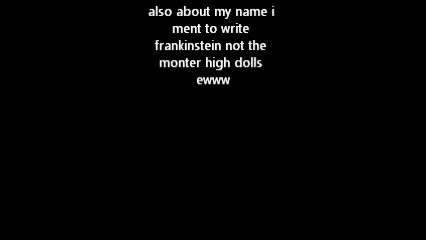 also about my name i
ment to write
frankinstein not the
monter high dolls
ewww